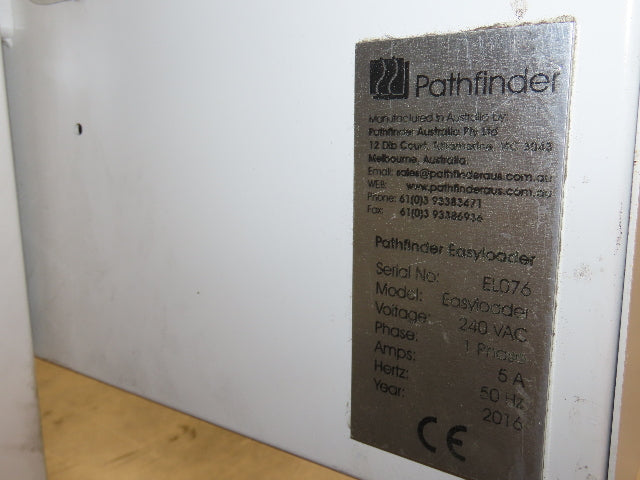 Pathfinder
Manufactured in Australia by:
Pathfinder Australia Pty Ltd
12 Dib Court, Tullamarine, VIC 3043
Melbourne, Australia
Email: sales@pathfinderaus.com.au
WEB: www.pathfinderaus.com.au
Phone: 61(0)3 93383471
Fax: 61(0)3 93386936
Pathfinder Easyloader
Serial No: EL076
Model: Easyloader
Voltage: 240 VAC
Phase: 1 Phase
Amps: 5 A
Hertz: 50 Hz
Year: 2016
CE